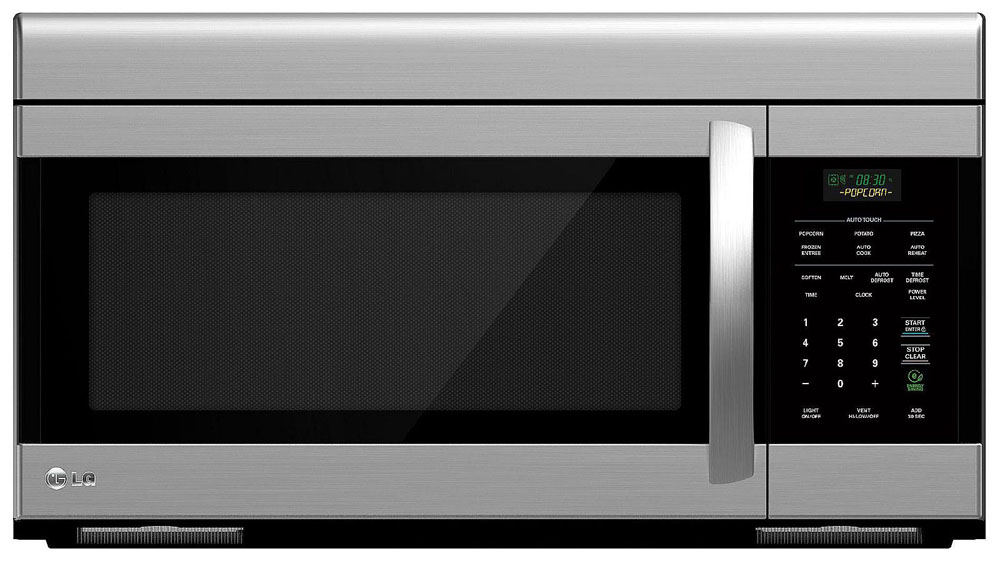 08:30
-POPCORN-
AUTO TOUCH
POPCORN POTATO PIZZA
FROZEN ENTREE AUTO COOK AUTO REHEAT
SOFTEN MELT AUTO DEFROST TIME DEFROST
TIME CLOCK POWER LEVEL
1 2 3 START ENTER
4 5 6 STOP CLEAR
7 8 9 ENERGY SAVING
− 0 +
LIGHT ON/OFF VENT HI/LOW/OFF ADD 30 SEC
LG LG